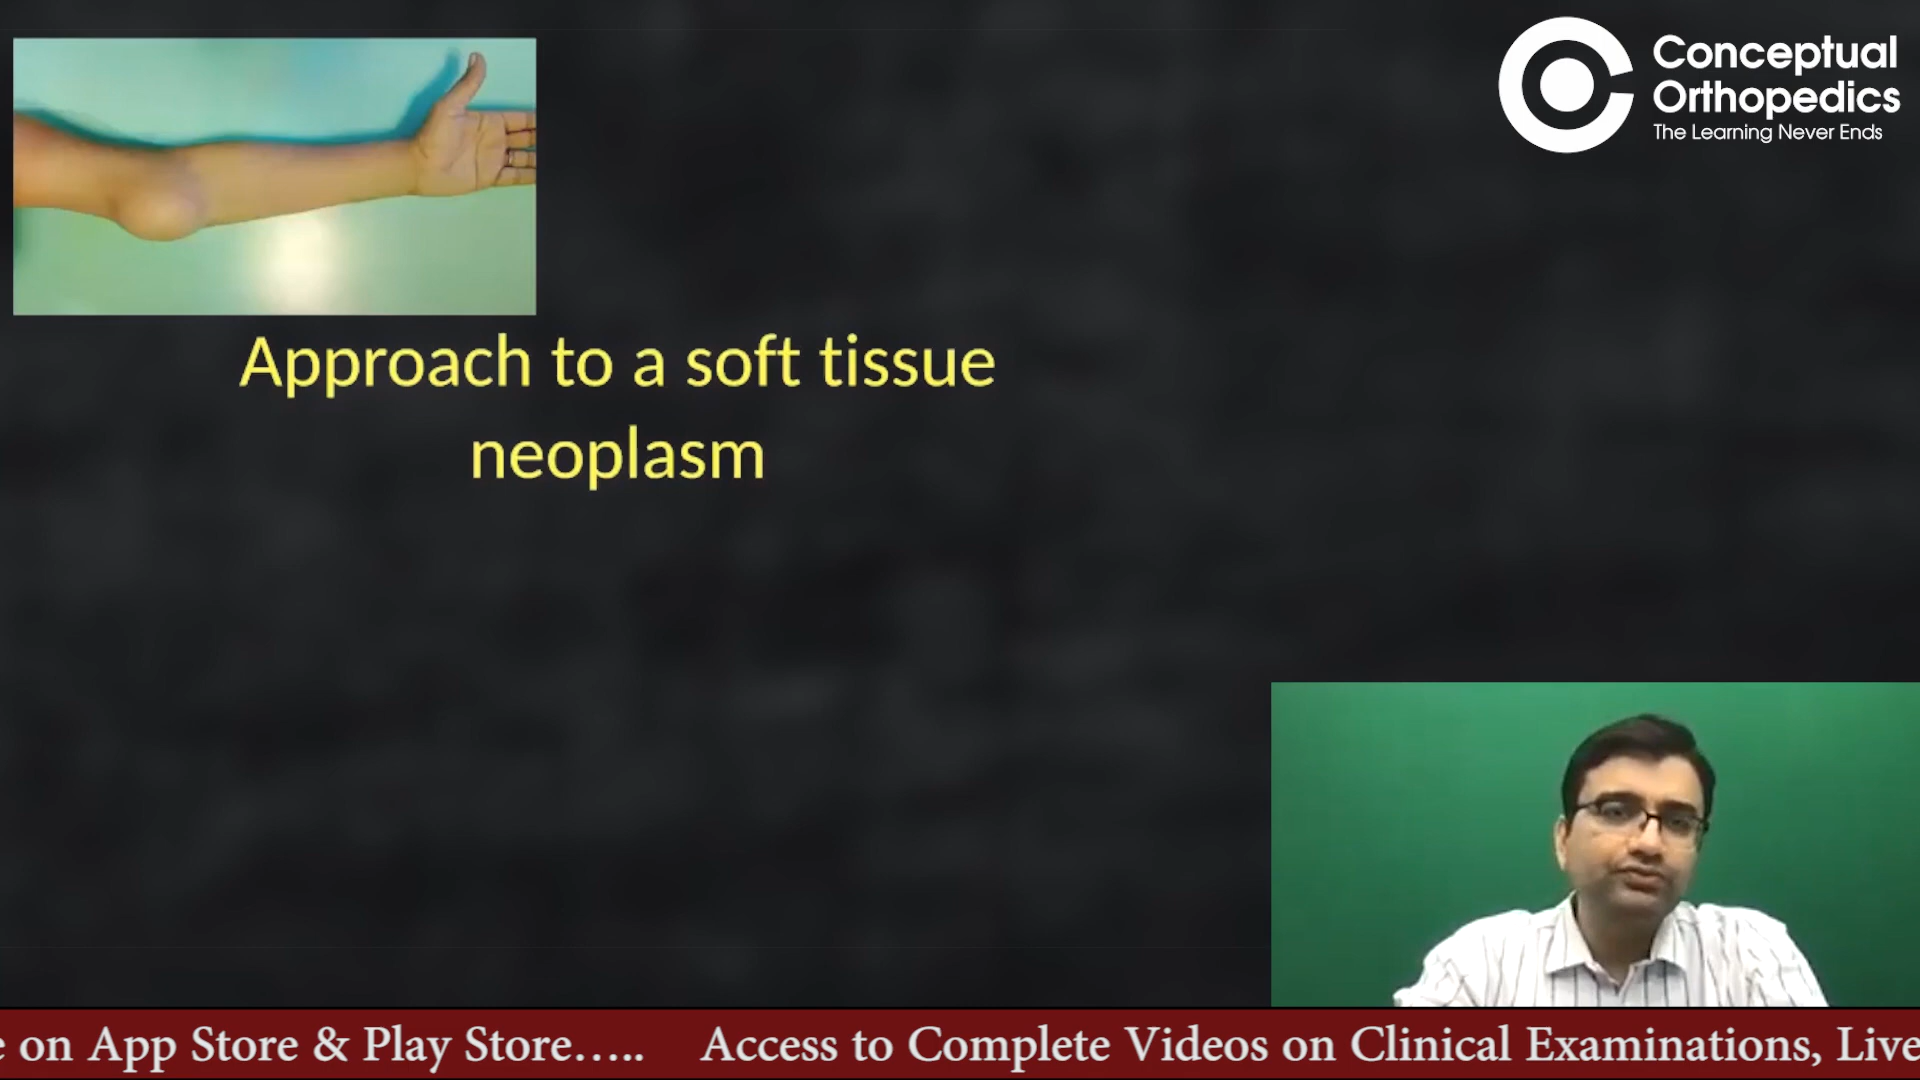 Conceptual
Orthopedics
The Learning Never Ends
Approach to a soft tissue
neoplasm
on App Store & Play Store….. Access to Complete Videos on Clinical Examinations, Live